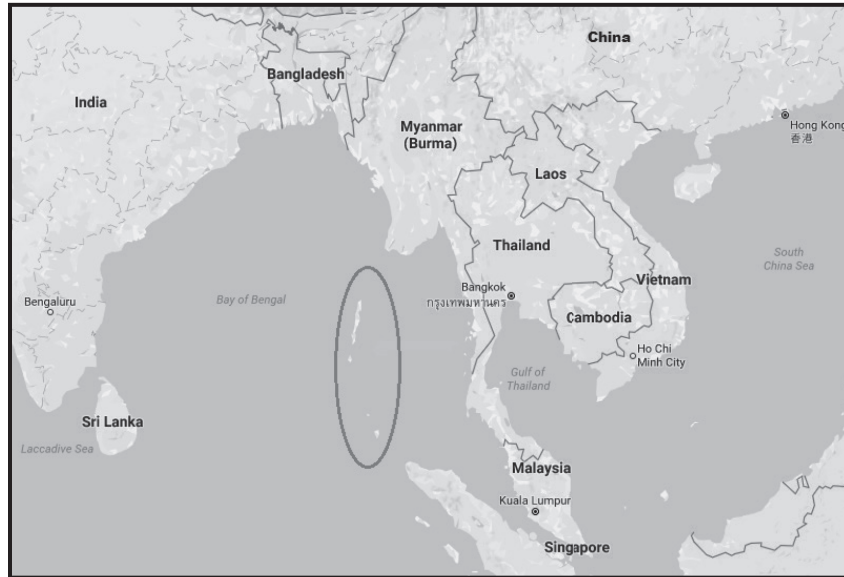 China
Bangladesh
India
Hong Kong
香港
Myanmar
(Burma)
Laos
Thailand
South
China Sea
Vietnam
Bangkok
กรุงเทพมหานคร
Bay of Bengal
Bengaluru
Cambodia
Ho Chi
Minh City
Gulf of
Thailand
Sri Lanka
Laccadive Sea
Malaysia
Kuala Lumpur
Singapore